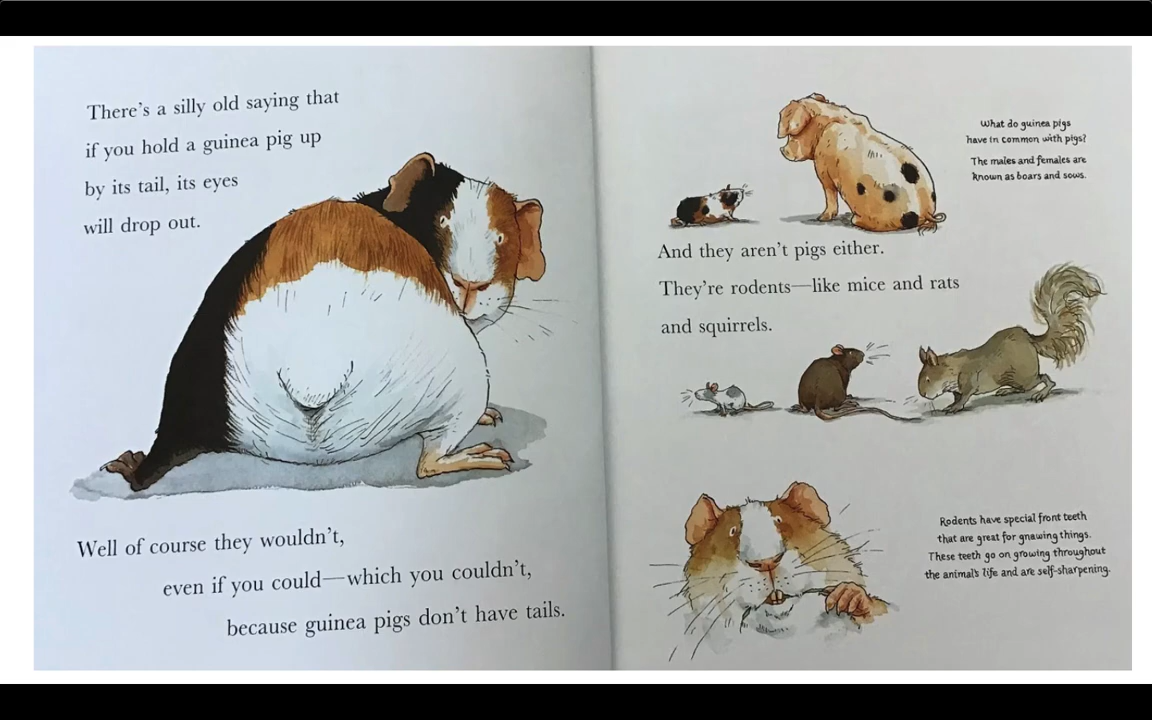 There's a silly old saying that
if you hold a guinea pig up
by its tail, its eyes
will drop out.
Well of course they wouldn't,
even if you could—which you couldn't,
because guinea pigs don't have tails.
What do guinea pigs
have in common with pigs?
The males and females are
known as boars and sows.
And they aren't pigs either.
They're rodents—like mice and rats
and squirrels.
Rodents have special front teeth
that are great for gnawing things.
These teeth go on growing throughout
the animal's life and are self-sharpening.